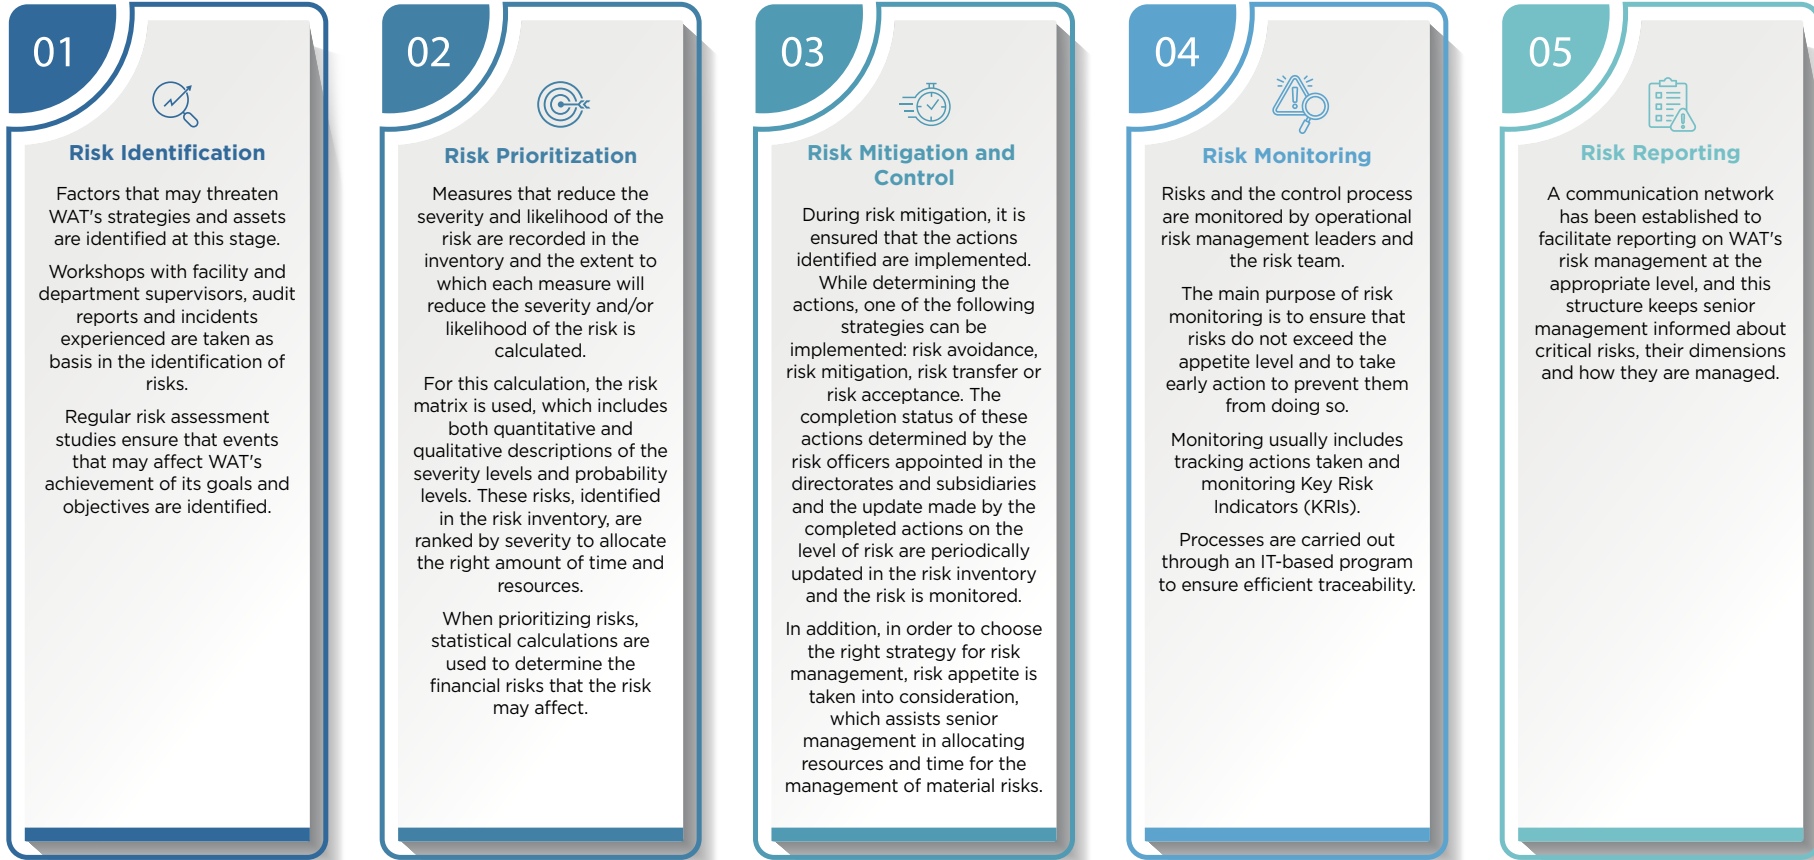 01
Risk Identification
Factors that may threaten
WAT's strategies and assets
are identified at this stage.
Workshops with facility and
department supervisors, audit
reports and incidents
experienced are taken as
basis in the identification of
risks.
Regular risk assessment
studies ensure that events
that may affect WAT's
achievement of its goals and
objectives are identified.
02
Risk Prioritization
Measures that reduce the
severity and likelihood of the
risk are recorded in the
inventory and the extent to
which each measure will
reduce the severity and/or
likelihood of the risk is
calculated.
For this calculation, the risk
matrix is used, which includes
both quantitative and
qualitative descriptions of the
severity levels and probability
levels. These risks, identified
in the risk inventory, are
ranked by severity to allocate
the right amount of time and
resources.
When prioritizing risks,
statistical calculations are
used to determine the
financial risks that the risk
may affect.
03
Risk Mitigation and
Control
During risk mitigation, it is
ensured that the actions
identified are implemented.
While determining the
actions, one of the following
strategies can be
implemented: risk avoidance,
risk mitigation, risk transfer or
risk acceptance. The
completion status of these
actions determined by the
risk officers appointed in the
directorates and subsidiaries
and the update made by the
completed actions on the
level of risk are periodically
updated in the risk inventory
and the risk is monitored.
In addition, in order to choose
the right strategy for risk
management, risk appetite is
taken into consideration,
which assists senior
management in allocating
resources and time for the
management of material risks.
04
Risk Monitoring
Risks and the control process
are monitored by operational
risk management leaders and
the risk team.
The main purpose of risk
monitoring is to ensure that
risks do not exceed the
appetite level and to take
early action to prevent them
from doing so.
Monitoring usually includes
tracking actions taken and
monitoring Key Risk
Indicators (KRIs).
Processes are carried out
through an IT-based program
to ensure efficient traceability.
05
Risk Reporting
A communication network
has been established to
facilitate reporting on WAT's
risk management at the
appropriate level, and this
structure keeps senior
management informed about
critical risks, their dimensions
and how they are managed.